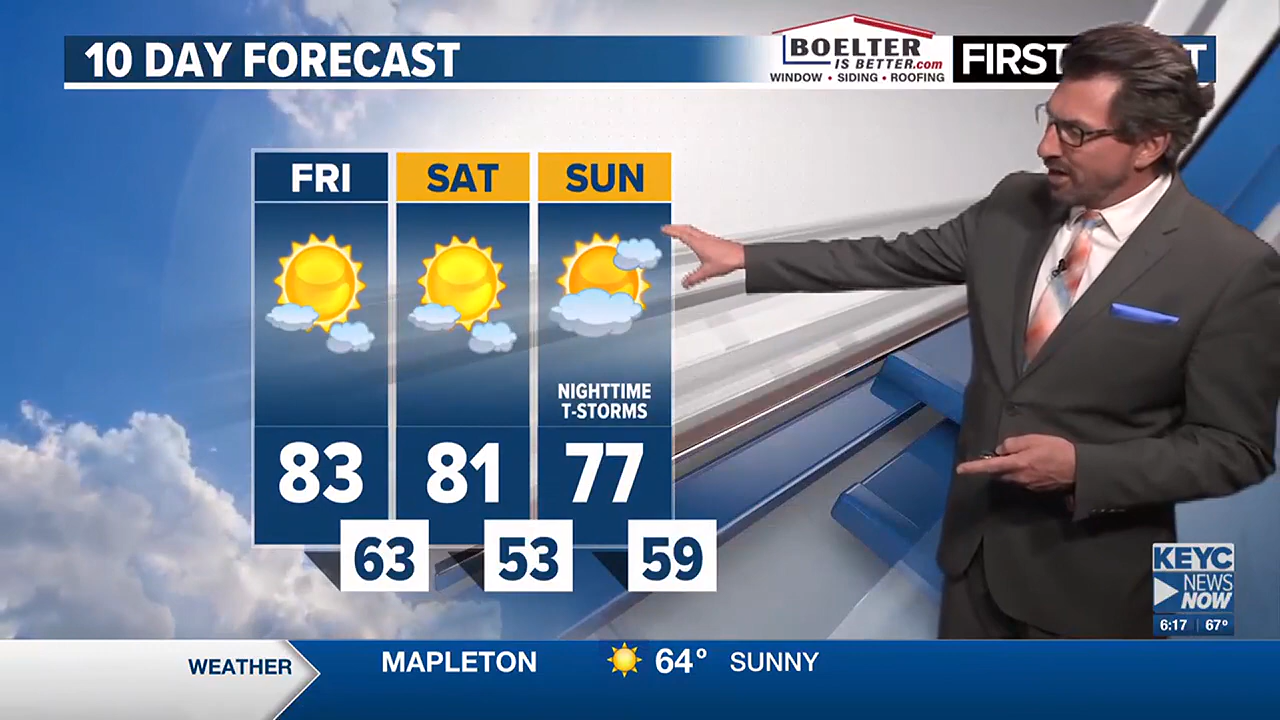 10 DAY FORECAST
BOELTER
IS BETTER.com
WINDOW • SIDING • ROOFING
FIRST
FRI
SAT
SUN
NIGHTTIME
T-STORMS
83
81
77
63
53
59
KEYC
NEWS
NOW
6:17 | 67°
WEATHER
MAPLETON
64°
SUNNY